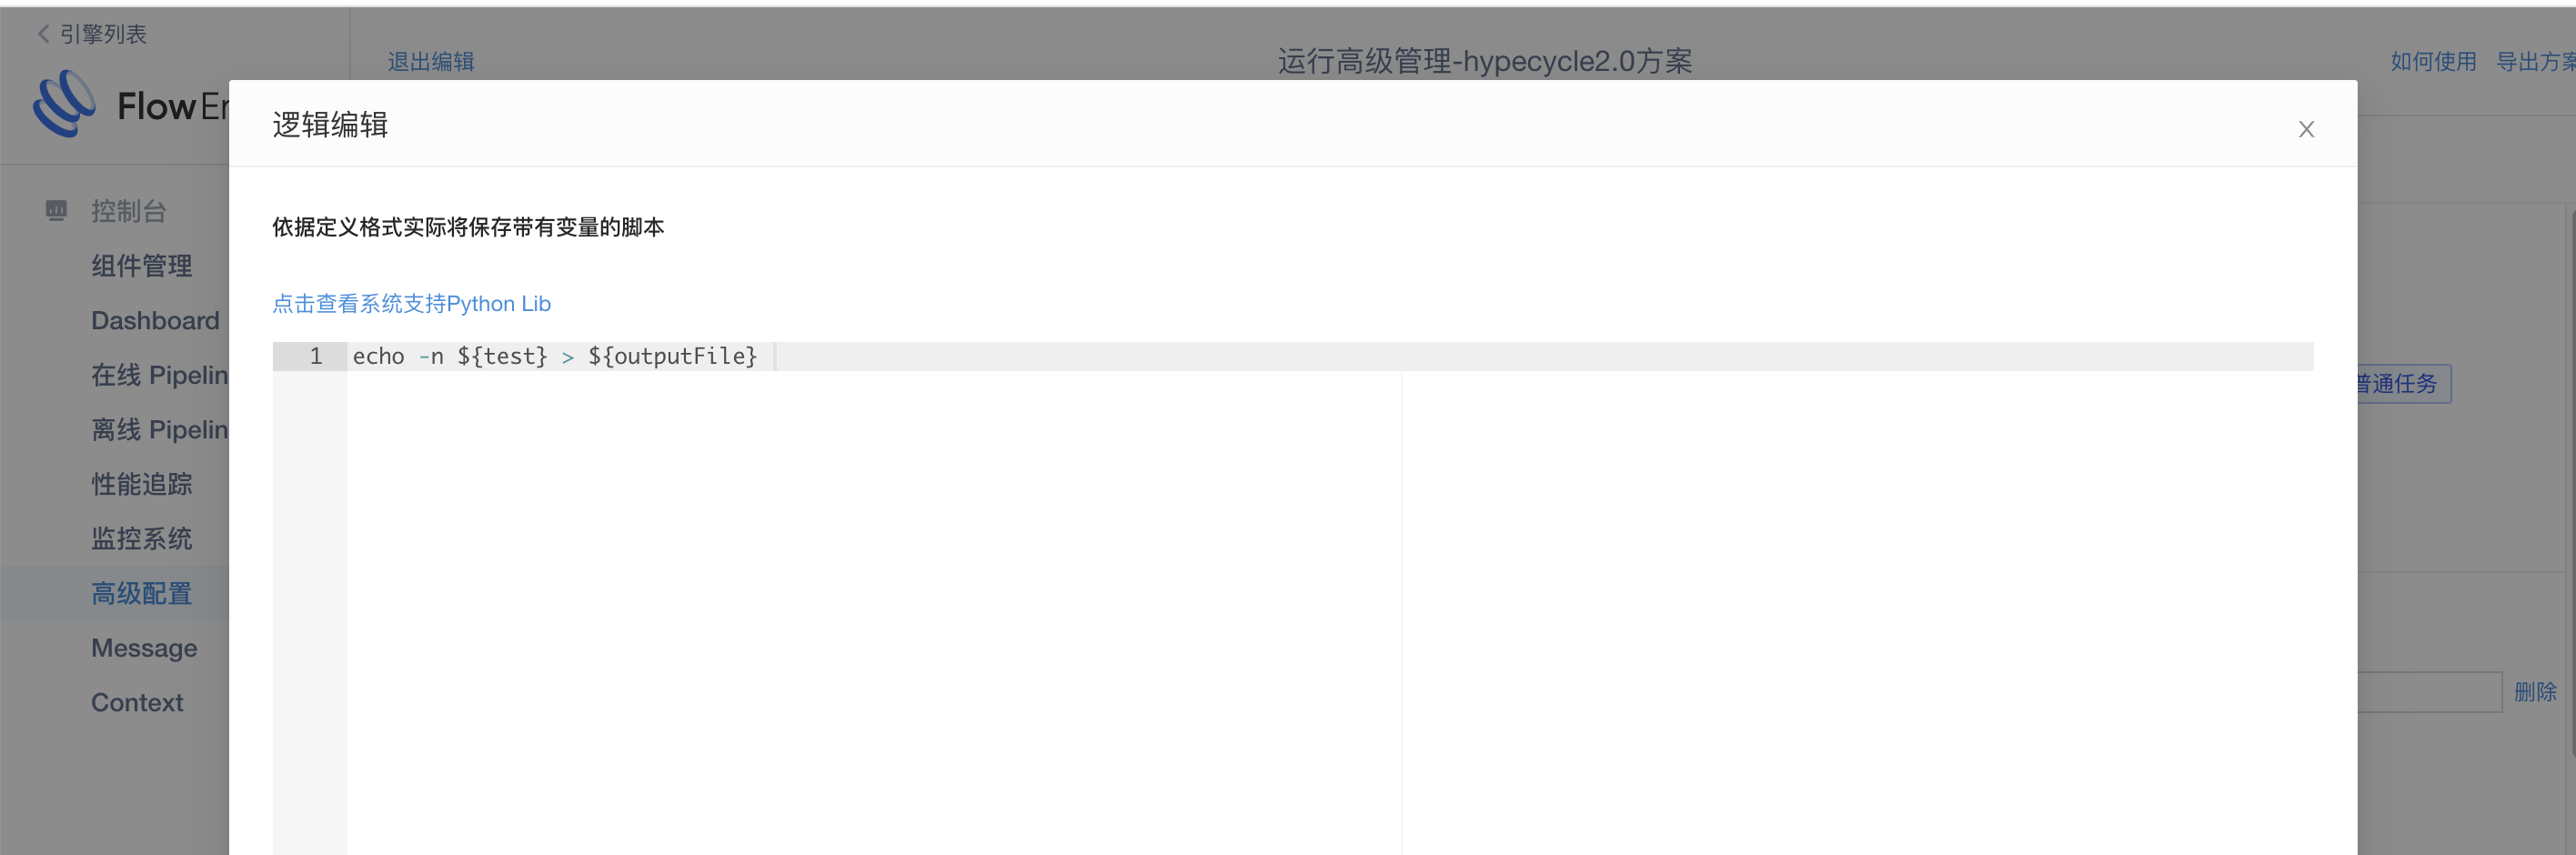 引擎列表
退出编辑
运行高级管理-hypecycle2.0方案
如何使用 导出方案
Flow
逻辑编辑
X
控制台
依据定义格式实际将保存带有变量的脚本
组件管理
点击查看系统支持Python Lib
Dashboard
1 echo -n ${test} > ${outputFile}
在线 Pipelin
普通任务
离线 Pipelin
性能追踪
监控系统
高级配置
Message
删除
Context